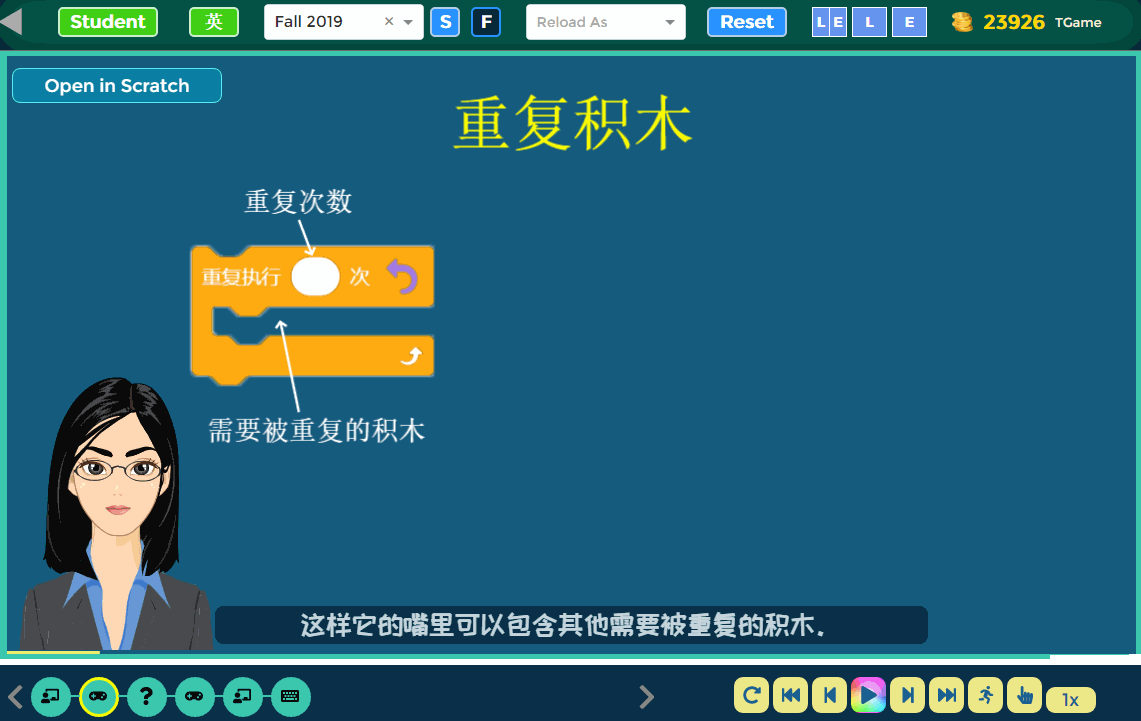 Student 英 Fall 2019 S F Reload As Reset L E L E 23926 TGame
Open in Scratch
重复积木
重复次数
重复执行 次
需要被重复的积木
这样它的嘴里可以包含其他需要被重复的积木.
? 1x